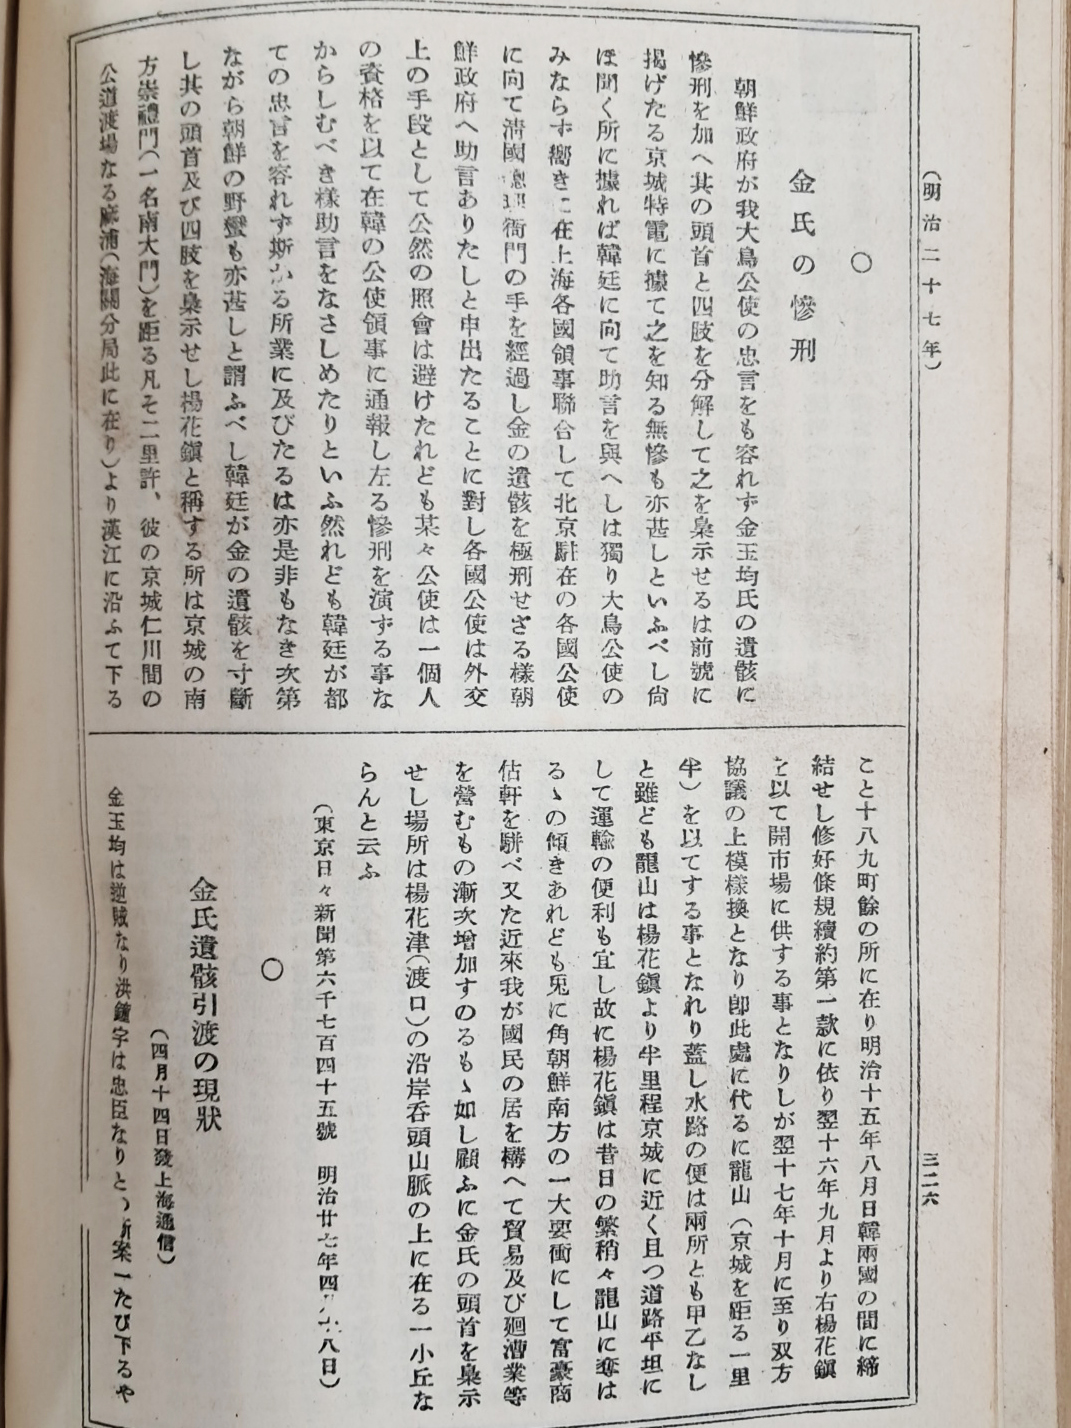 (明治二十七年)
三二六
〇
金氏の慘刑
朝鮮政府が我大鳥公使の忠言をも容れず金玉均氏の遺骸に
慘刑を加へ其の頭首と四肢を分解して之を梟示せるは前號に
揭げたる京城特電に據て之を知る無慘も亦甚しといふべし尙
ほ聞く所に據れば韓廷に向て助言を與へしは獨り大鳥公使の
みならず嚮きに在上海各國領事聯合して北京駐在の各國公使
に向て淸國總理衙門の手を經過し金の遺骸を極刑せざる樣朝
鮮政府へ助言ありたしと申出たることに對し各國公使は外交
上の手段として公然の照會は避けたれども某々公使は一個人
の資格を以て在韓の公使領事に通報し左る慘刑を演ずる事な
からしむべき樣助言をなさしめたりといふ然れども韓廷が都
ての忠言を容れず斯かる所業に及びたるは亦是非もなき次第
ながら朝鮮の野蠻も亦甚しと謂ふべし韓廷が金の遺骸を寸斷
し其の頭首及び四肢を梟示せし楊花鎭と稱する所は京城の南
方崇禮門(一名南大門)を距る凡そ二里許、彼の京城仁川間の
公道渡場なる麻浦(海關分局此に在り)より漢江に沿ふて下る
こと十八九町餘の所に在り明治十五年八月日韓兩國の間に締
結せし修好條規續約第一款に依り翌十六年九月より右楊花鎭
を以て開市場に供する事となりしが翌十七年十月に至り双方
協議の上模樣換となり卽此處に代るに龍山(京城を距る一里
半)を以てする事となれり蓋し水路の便は兩所とも甲乙なし
と雖ども龍山は楊花鎭より半里程京城に近く且つ道路平坦に
して運輸の便利も宜し故に楊花鎭は昔日の繁稍々龍山に奪は
るゝの傾きあれども兎に角朝鮮南方の一大要衝にして富豪商
估軒を騈べ又た近來我が國民の居を構へて貿易及び廻漕業等
を營むもの漸次增加すのるもゝ如し顧ふに金氏の頭首を梟示
せし場所は楊花津(渡口)の沿岸呑頭山脈の上に在る一小丘な
らんと云ふ
(東京日々新聞第六千七百四十五號 明治廿七年四 八日)
〇
金氏遺骸引渡の現狀
(四月十四日發上海通信)
金玉均は逆賊なり洪鐘宇は忠臣なりと 案一たび下るや